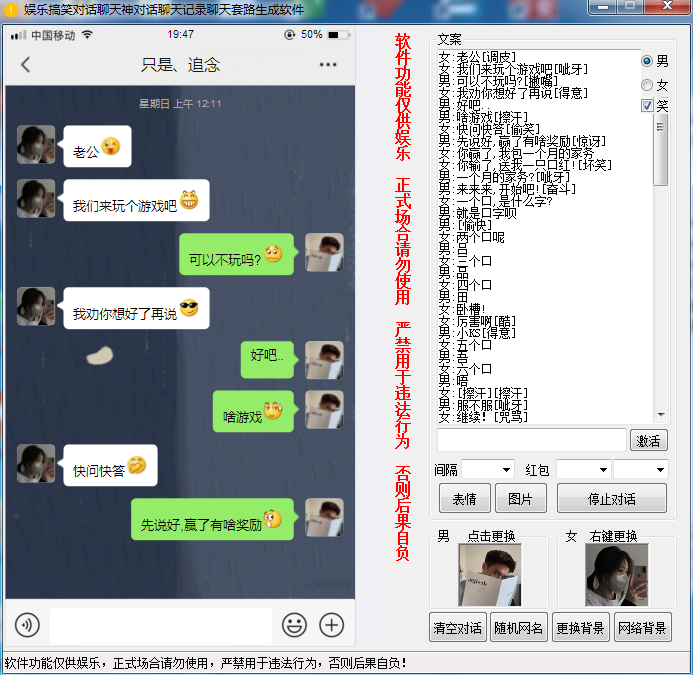 娱乐搞笑对话聊天神对话聊天记录聊天套路生成软件
中国移动
19:47
50%
只是、追念
星期日 上午 12:11
老公
我们来玩个游戏吧
可以不玩吗?
我劝你想好了再说
好吧..
啥游戏
快问快答
先说好,赢了有啥奖励
软件功能仅供娱乐 正式场合请勿使用 严禁用于违法行为 否则后果自负
文案
女:老公[调皮]
女:我们来玩个游戏吧[呲牙]
男:可以不玩吗?[撇嘴]
女:我劝你想好了再说[得意]
男:好吧..
男:啥游戏[擦汗]
女:快问快答[偷笑]
男:先说好,赢了有啥奖励[惊讶]
女:你赢了,我包一个月的家务
女:你输了,送我一只口红![坏笑]
男:一个月的家务?[呲牙]
男:来来来,开始吧![奋斗]
女:一个口,是什么字?
男:就是口字呗
男:[愉快]
女:两个口呢
男:吕
女:三个口
男:品
女:四个口
男:田
女:卧槽!
女:厉害啊[酷]
男:小KS[得意]
女:五个口
男:吾
女:六个口
男:唔
女:[擦汗][擦汗]
男:服不服[呲牙]
女:继续![咒骂]
男
女
笑
激活
间隔
红包
表情
图片
停止对话
男 点击更换
女 右键更换
清空对话
随机网名
更换背景
网络背景
软件功能仅供娱乐，正式场合请勿使用，严禁用于违法行为，否则后果自负!